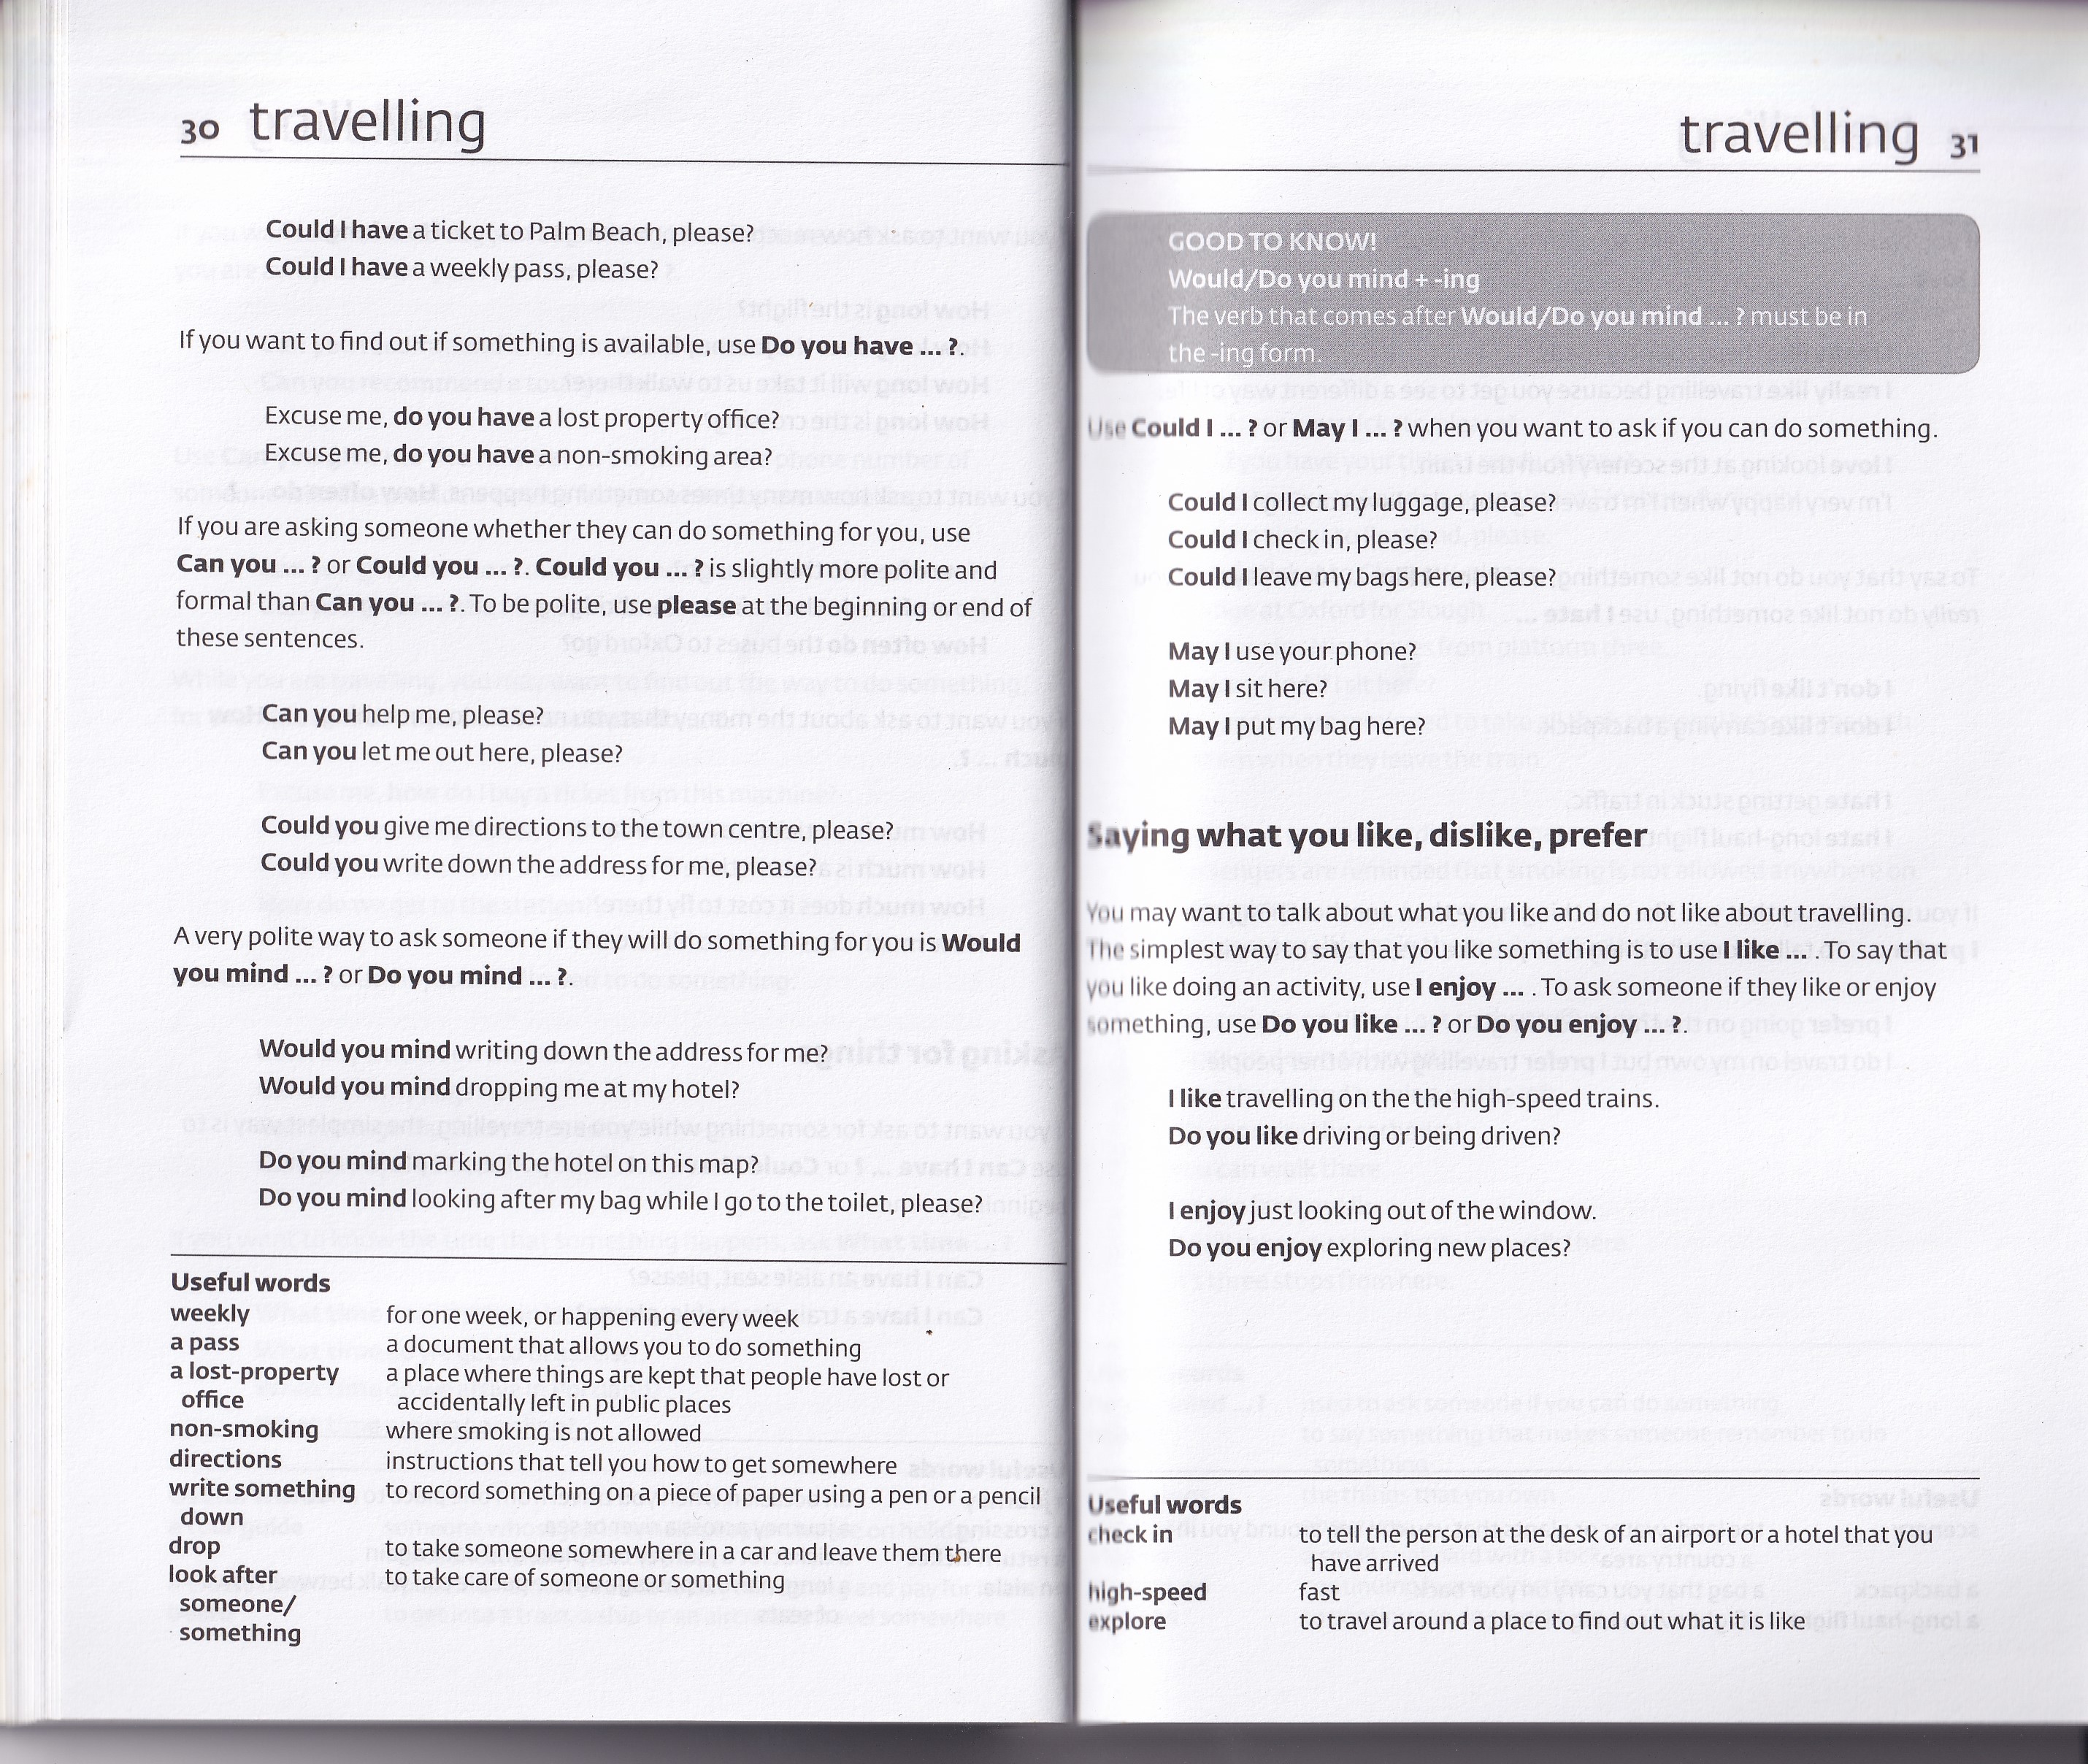 30 travelling
Could I have a ticket to Palm Beach, please?
Could I have a weekly pass, please?
If you want to find out if something is available, use Do you have ... ?.
Excuse me, do you have a lost property office?
Excuse me, do you have a non-smoking area?
If you are asking someone whether they can do something for you, use
Can you ... ? or Could you ... ?. Could you ... ? is slightly more polite and
formal than Can you ... ?. To be polite, use please at the beginning or end of
these sentences.
Can you help me, please?
Can you let me out here, please?
Could you give me directions to the town centre, please?
Could you write down the address for me, please?
A very polite way to ask someone if they will do something for you is Would
you mind ... ? or Do you mind ... ?.
Would you mind writing down the address for me?
Would you mind dropping me at my hotel?
Do you mind marking the hotel on this map?
Do you mind looking after my bag while I go to the toilet, please?
Useful words
weekly for one week, or happening every week
a pass a document that allows you to do something
a lost-property a place where things are kept that people have lost or
office accidentally left in public places
non-smoking where smoking is not allowed
directions instructions that tell you how to get somewhere
write something to record something on a piece of paper using a pen or a pencil
down
drop to take someone somewhere in a car and leave them there
look after to take care of someone or something
someone/
something
travelling 31
GOOD TO KNOW!
Would/Do you mind + -ing
The verb that comes after Would/Do you mind ... ? must be in
the -ing form.
Use Could I ... ? or May I ... ? when you want to ask if you can do something.
Could I collect my luggage, please?
Could I check in, please?
Could I leave my bags here, please?
May I use your phone?
May I sit here?
May I put my bag here?
Saying what you like, dislike, prefer
You may want to talk about what you like and do not like about travelling.
The simplest way to say that you like something is to use I like ... . To say that
you like doing an activity, use I enjoy ... . To ask someone if they like or enjoy
something, use Do you like ... ? or Do you enjoy ... ?.
I like travelling on the the high-speed trains.
Do you like driving or being driven?
I enjoy just looking out of the window.
Do you enjoy exploring new places?
Useful words
check in to tell the person at the desk of an airport or a hotel that you
have arrived
high-speed fast
explore to travel around a place to find out what it is like